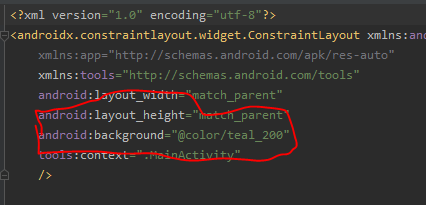 <?xml version="1.0" encoding="utf-8"?>
<androidx.constraintlayout.widget.ConstraintLayout xmlns:an
xmlns:app="http://schemas.android.com/apk/res-auto"
xmlns:tools="http://schemas.android.com/tools"
android:layout_width="match_parent"
android:layout_height="match_parent"
android:background="@color/teal_200"
tools:context=".MainActivity"
/>